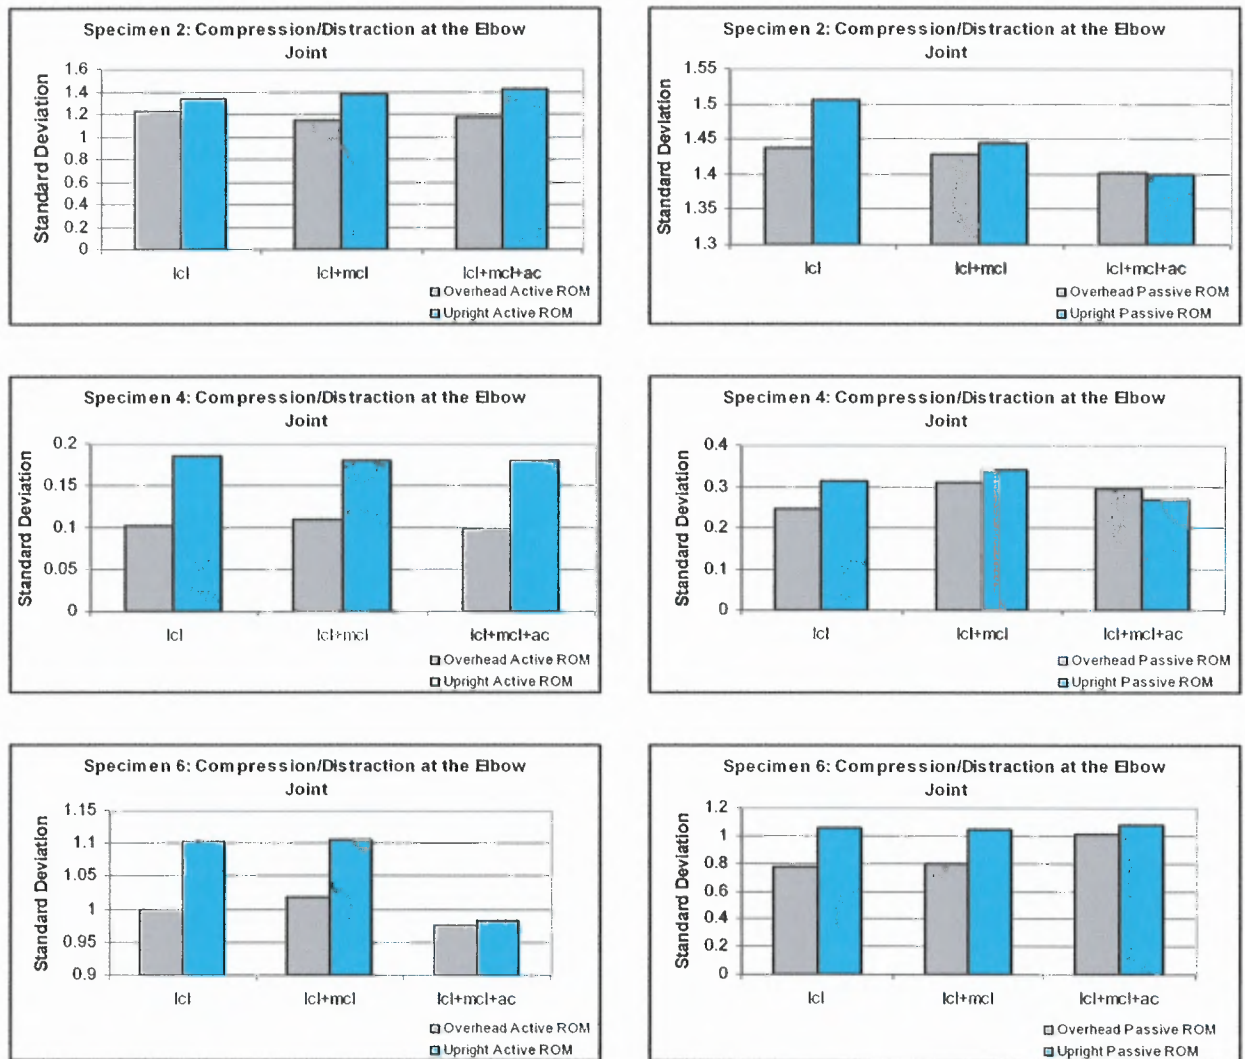 Specimen 2: Compression/Distraction at the Elbow
Joint
Standard Deviation
1.6
1.4
1.2
1
0.8
0.6
0.4
0.2
0
lcl
lcl+mcl
lcl+mcl+ac
Overhead Active ROM
Upright Active ROM
Specimen 2: Compression/Distraction at the Elbow
Joint
Standard Deviation
1.55
1.5
1.45
1.4
1.35
1.3
lcl
lcl+mcl
lcl+mcl+ac
Overhead Passive ROM
Upright Passive ROM
Specimen 4: Compression/Distraction at the Elbow
Joint
Standard Deviation
0.2
0.15
0.1
0.05
0
lcl
lcl+mcl
lcl+mcl+ac
Overhead Active ROM
Upright Active ROM
Specimen 4: Compression/Distraction at the Elbow
Joint
Standard Deviation
0.4
0.3
0.2
0.1
0
lcl
lcl+mcl
lcl+mcl+ac
Overhead Passive ROM
Upright Passive ROM
Specimen 6: Compression/Distraction at the Elbow
Joint
Standard Deviation
1.15
1.1
1.05
1
0.95
0.9
lcl
lcl+mcl
lcl+mcl+ac
Overhead Active ROM
Upright Active ROM
Specimen 6: Compression/Distraction at the Elbow
Joint
Standard Deviation
1.2
1
0.8
0.6
0.4
0.2
0
lcl
lcl+mcl
lcl+mcl+ac
Overhead Passive ROM
Upright Passive ROM